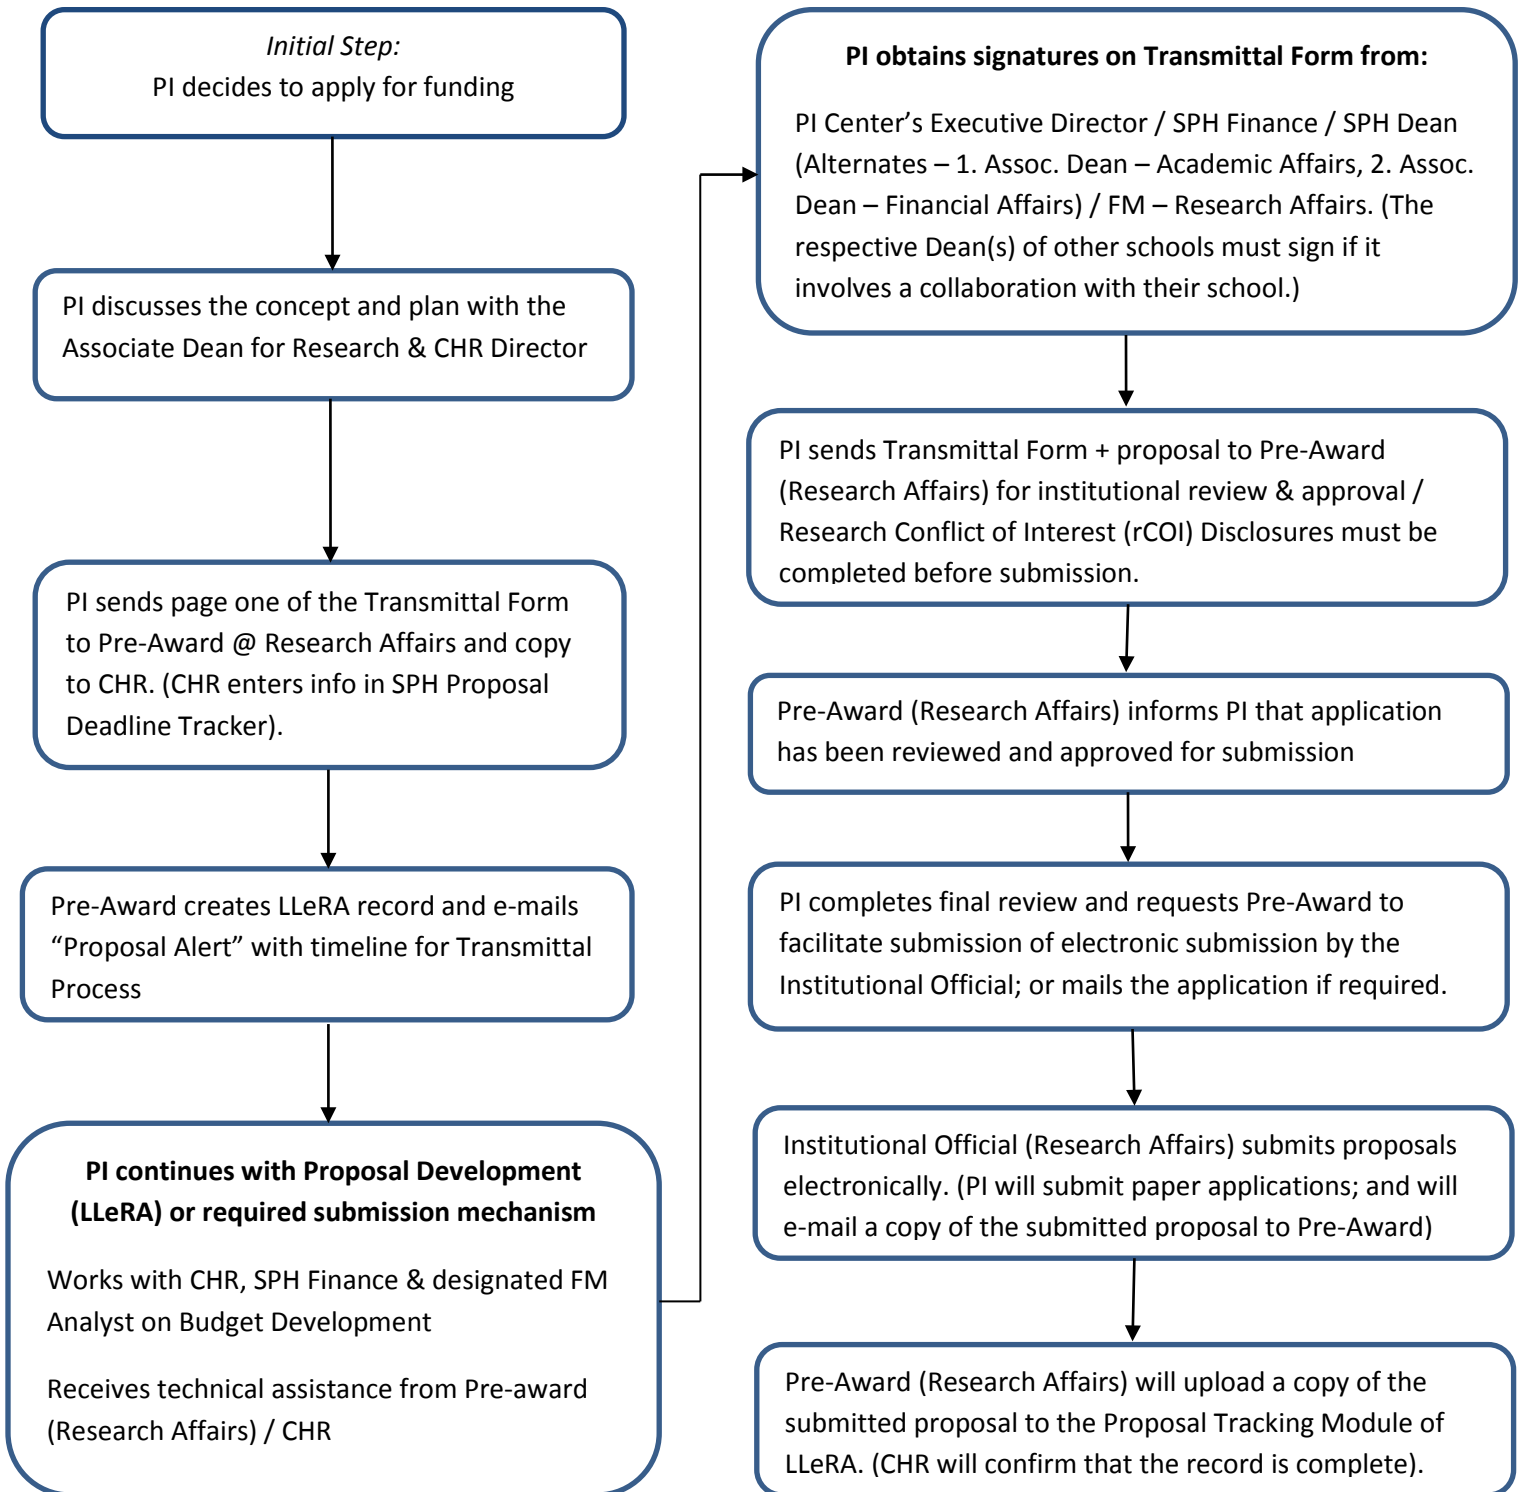 Initial Step:
PI decides to apply for funding
PI discusses the concept and plan with the
Associate Dean for Research & CHR Director
PI sends page one of the Transmittal Form
to Pre-Award @ Research Affairs and copy
to CHR. (CHR enters info in SPH Proposal
Deadline Tracker).
Pre-Award creates LLeRA record and e-mails
“Proposal Alert” with timeline for Transmittal
Process
PI continues with Proposal Development
(LLeRA) or required submission mechanism
Works with CHR, SPH Finance & designated FM
Analyst on Budget Development
Receives technical assistance from Pre-award
(Research Affairs) / CHR
PI obtains signatures on Transmittal Form from:
PI Center’s Executive Director / SPH Finance / SPH Dean
(Alternates – 1. Assoc. Dean – Academic Affairs, 2. Assoc.
Dean – Financial Affairs) / FM – Research Affairs. (The
respective Dean(s) of other schools must sign if it
involves a collaboration with their school.)
PI sends Transmittal Form + proposal to Pre-Award
(Research Affairs) for institutional review & approval /
Research Conflict of Interest (rCOI) Disclosures must be
completed before submission.
Pre-Award (Research Affairs) informs PI that application
has been reviewed and approved for submission
PI completes final review and requests Pre-Award to
facilitate submission of electronic submission by the
Institutional Official; or mails the application if required.
Institutional Official (Research Affairs) submits proposals
electronically. (PI will submit paper applications; and will
e-mail a copy of the submitted proposal to Pre-Award)
Pre-Award (Research Affairs) will upload a copy of the
submitted proposal to the Proposal Tracking Module of
LLeRA. (CHR will confirm that the record is complete).